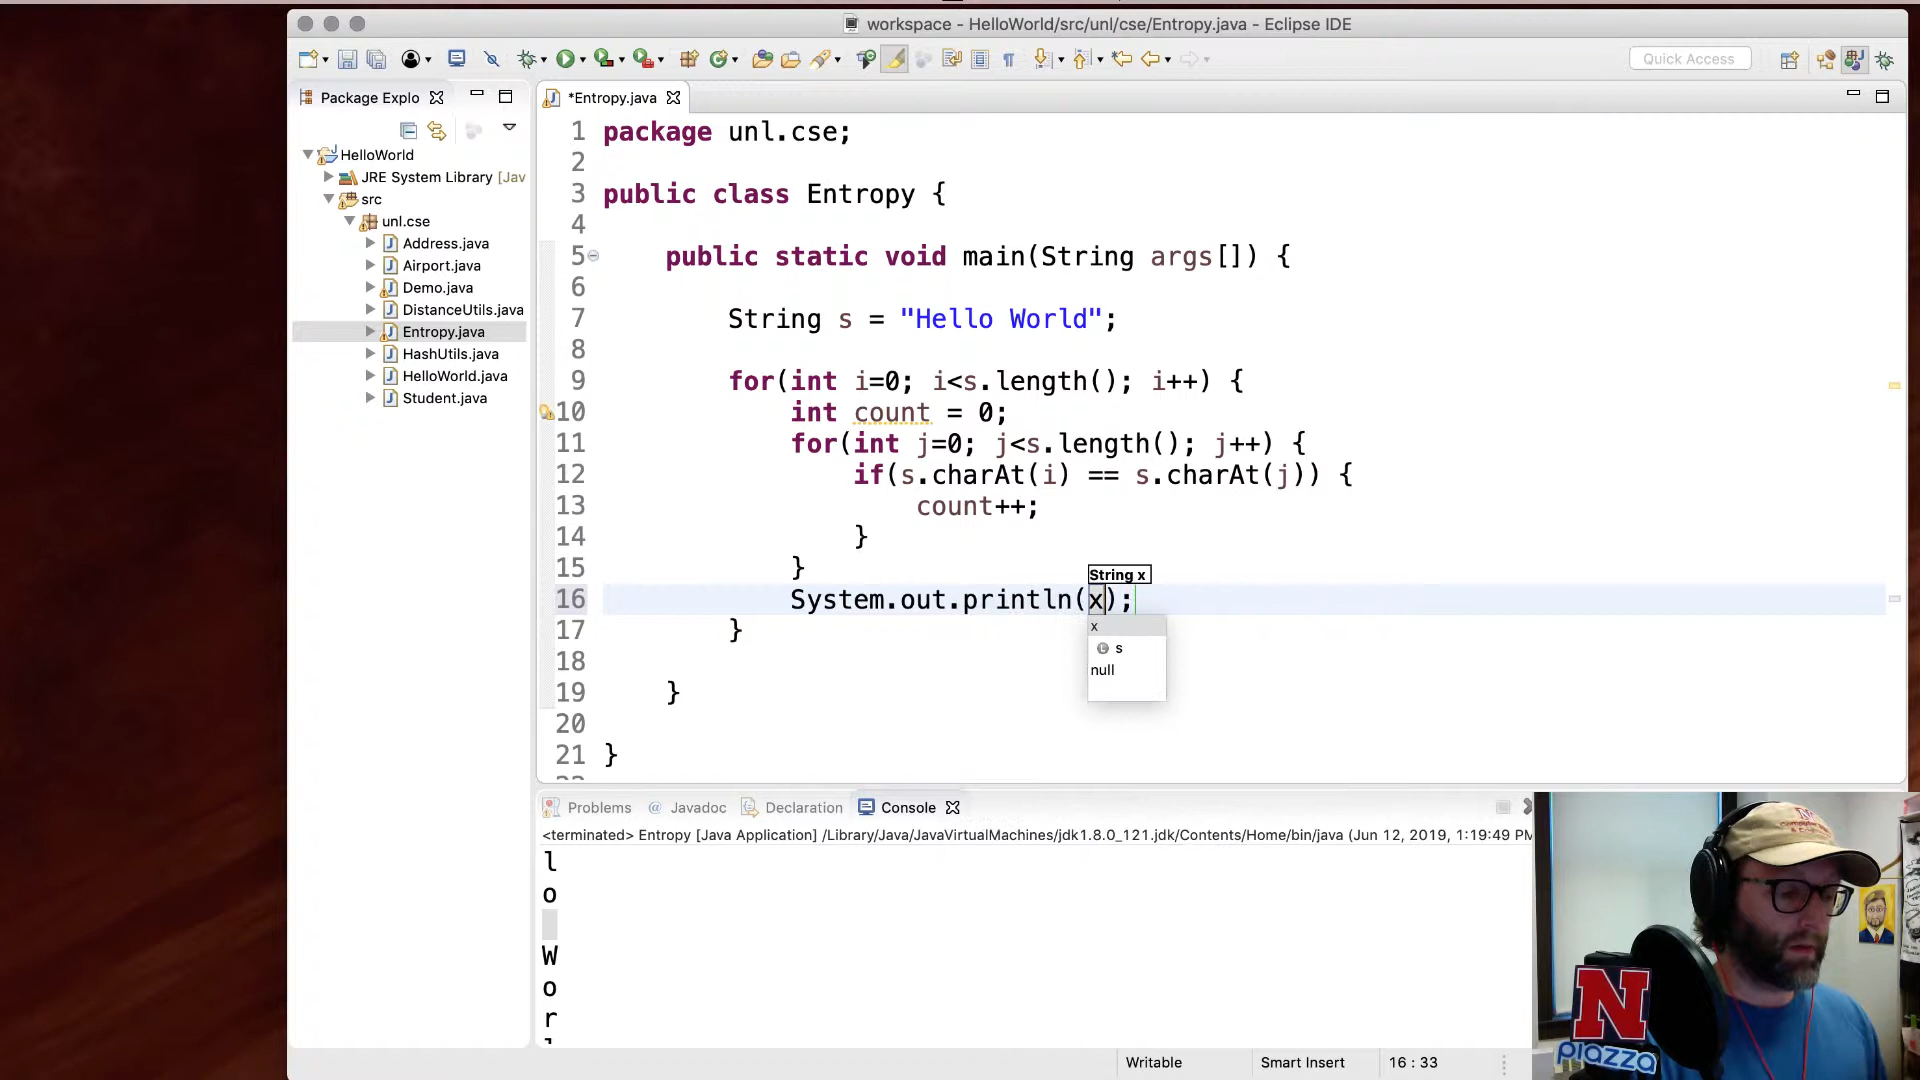 workspace - HelloWorld/src/unl/cse/Entropy.java - Eclipse IDE
Quick Access
Package Explo
*Entropy.java
HelloWorld
JRE System Library [Jav
src
unl.cse
Address.java
Airport.java
Demo.java
DistanceUtils.java
Entropy.java
HashUtils.java
HelloWorld.java
Student.java
1 package unl.cse;
2
3 public class Entropy {
4
5 public static void main(String args[]) {
6
7 String s = "Hello World";
8
9 for(int i=0; i<s.length(); i++) {
10 int count = 0;
11 for(int j=0; j<s.length(); j++) {
12 if(s.charAt(i) == s.charAt(j)) {
13 count++;
14 }
15 }
String x
16 System.out.println(x);
17 }
x
s
null
18
19 }
20
21 }
Problems @ Javadoc Declaration Console
<terminated> Entropy [Java Application] /Library/Java/JavaVirtualMachines/jdk1.8.0_121.jdk/Contents/Home/bin/java (Jun 12, 2019, 1:19:49 PM
l
o
W
o
r
N
piazza
Writable Smart Insert 16 : 33